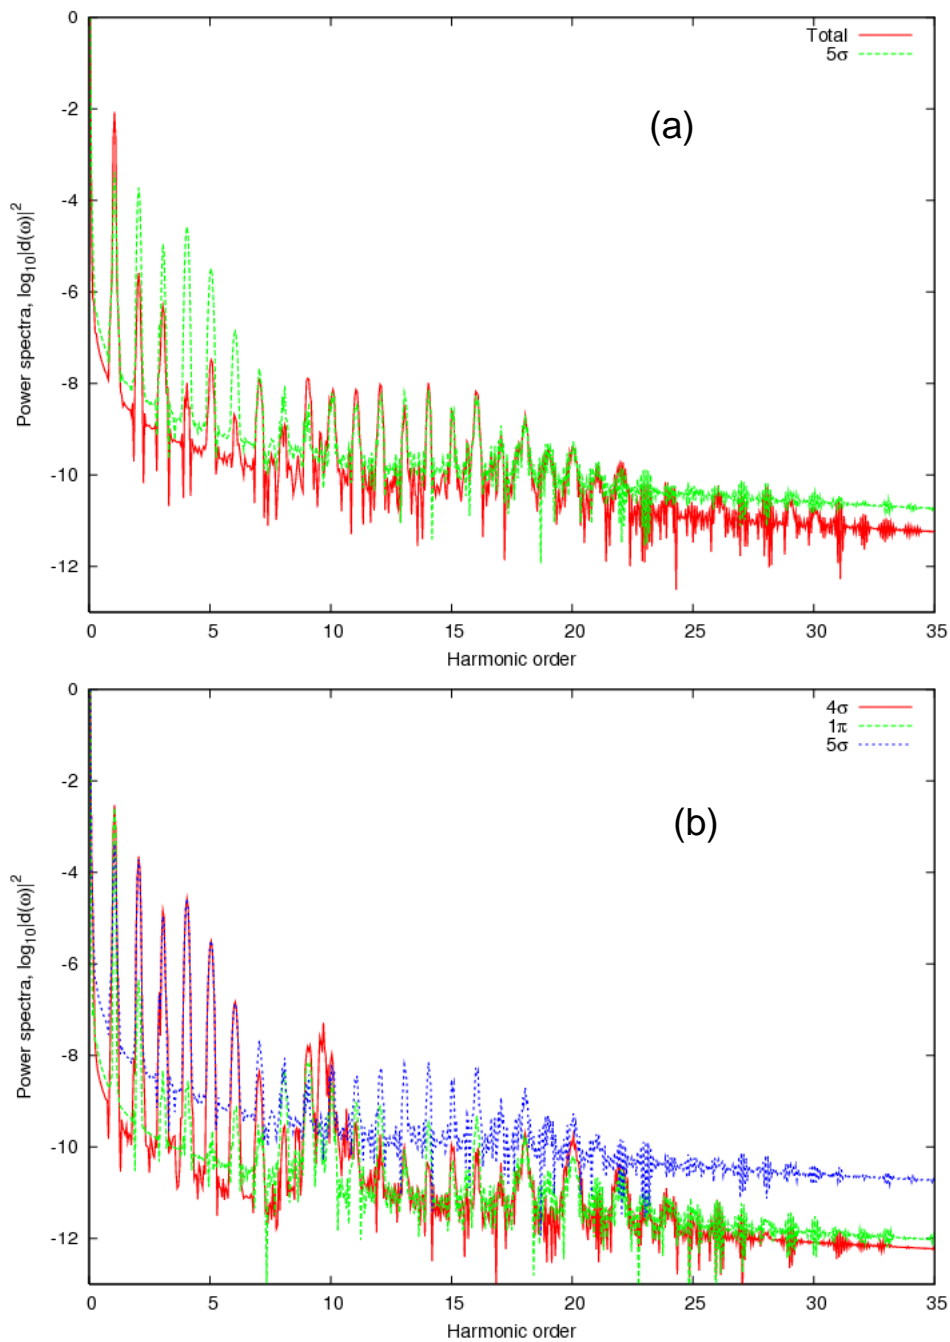 0
-2
-4
-6
-8
-10
-12
Power spectra, log₁₀|d(ω)|²
Total
5σ
(a)
0 5 10 15 20 25 30 35
Harmonic order
0
-2
-4
-6
-8
-10
-12
Power spectra, log₁₀|d(ω)|²
4σ
1π
5σ
(b)
0 5 10 15 20 25 30 35
Harmonic order